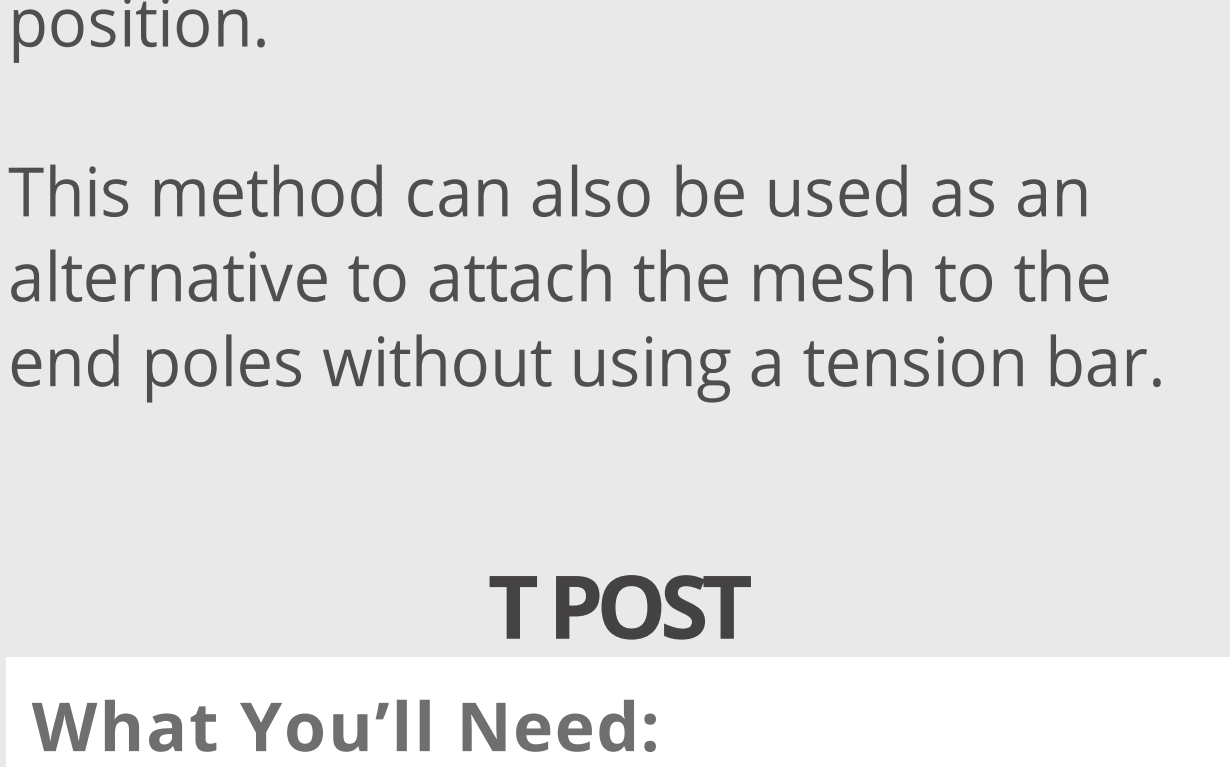 position.
This method can also be used as an
alternative to attach the mesh to the
end poles without using a tension bar.
T POST
What You’ll Need: